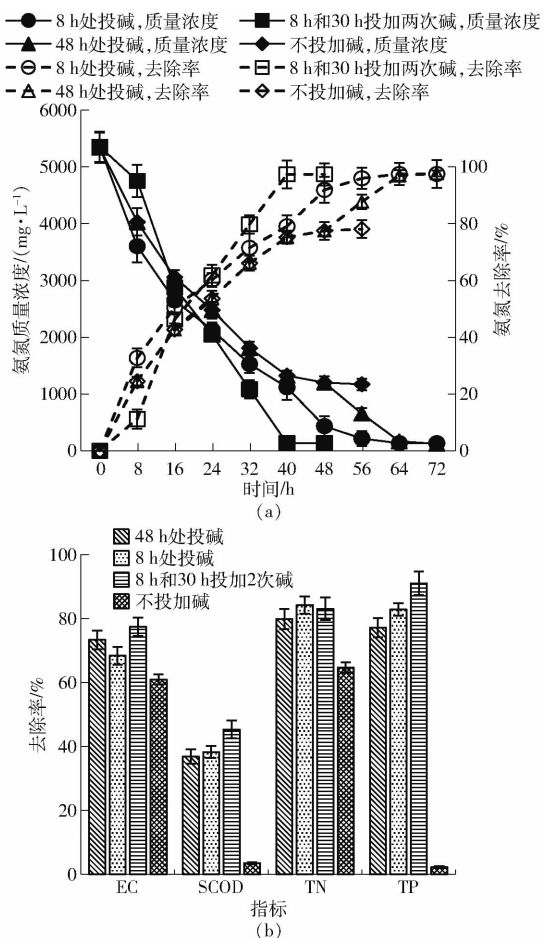 8 h处投碱,质量浓度 8 h和30 h投加两次碱,质量浓度
48 h处投碱,质量浓度 不投加碱,质量浓度
8 h处投碱,去除率 8 h和30 h投加两次碱,去除率
48 h处投碱,去除率 不投加碱,去除率
氨氮质量浓度/(mg·L⁻¹)
6000
5000
4000
3000
2000
1000
0
100
80
60
40
20
0
氨氮去除率/%
0 8 16 24 32 40 48 56 64 72
时间/h
(a)
48 h处投碱
8 h处投碱
8 h和30 h投加2次碱
不投加碱
去除率/%
100
80
60
40
20
0
EC SCOD TN TP
指标
(b)